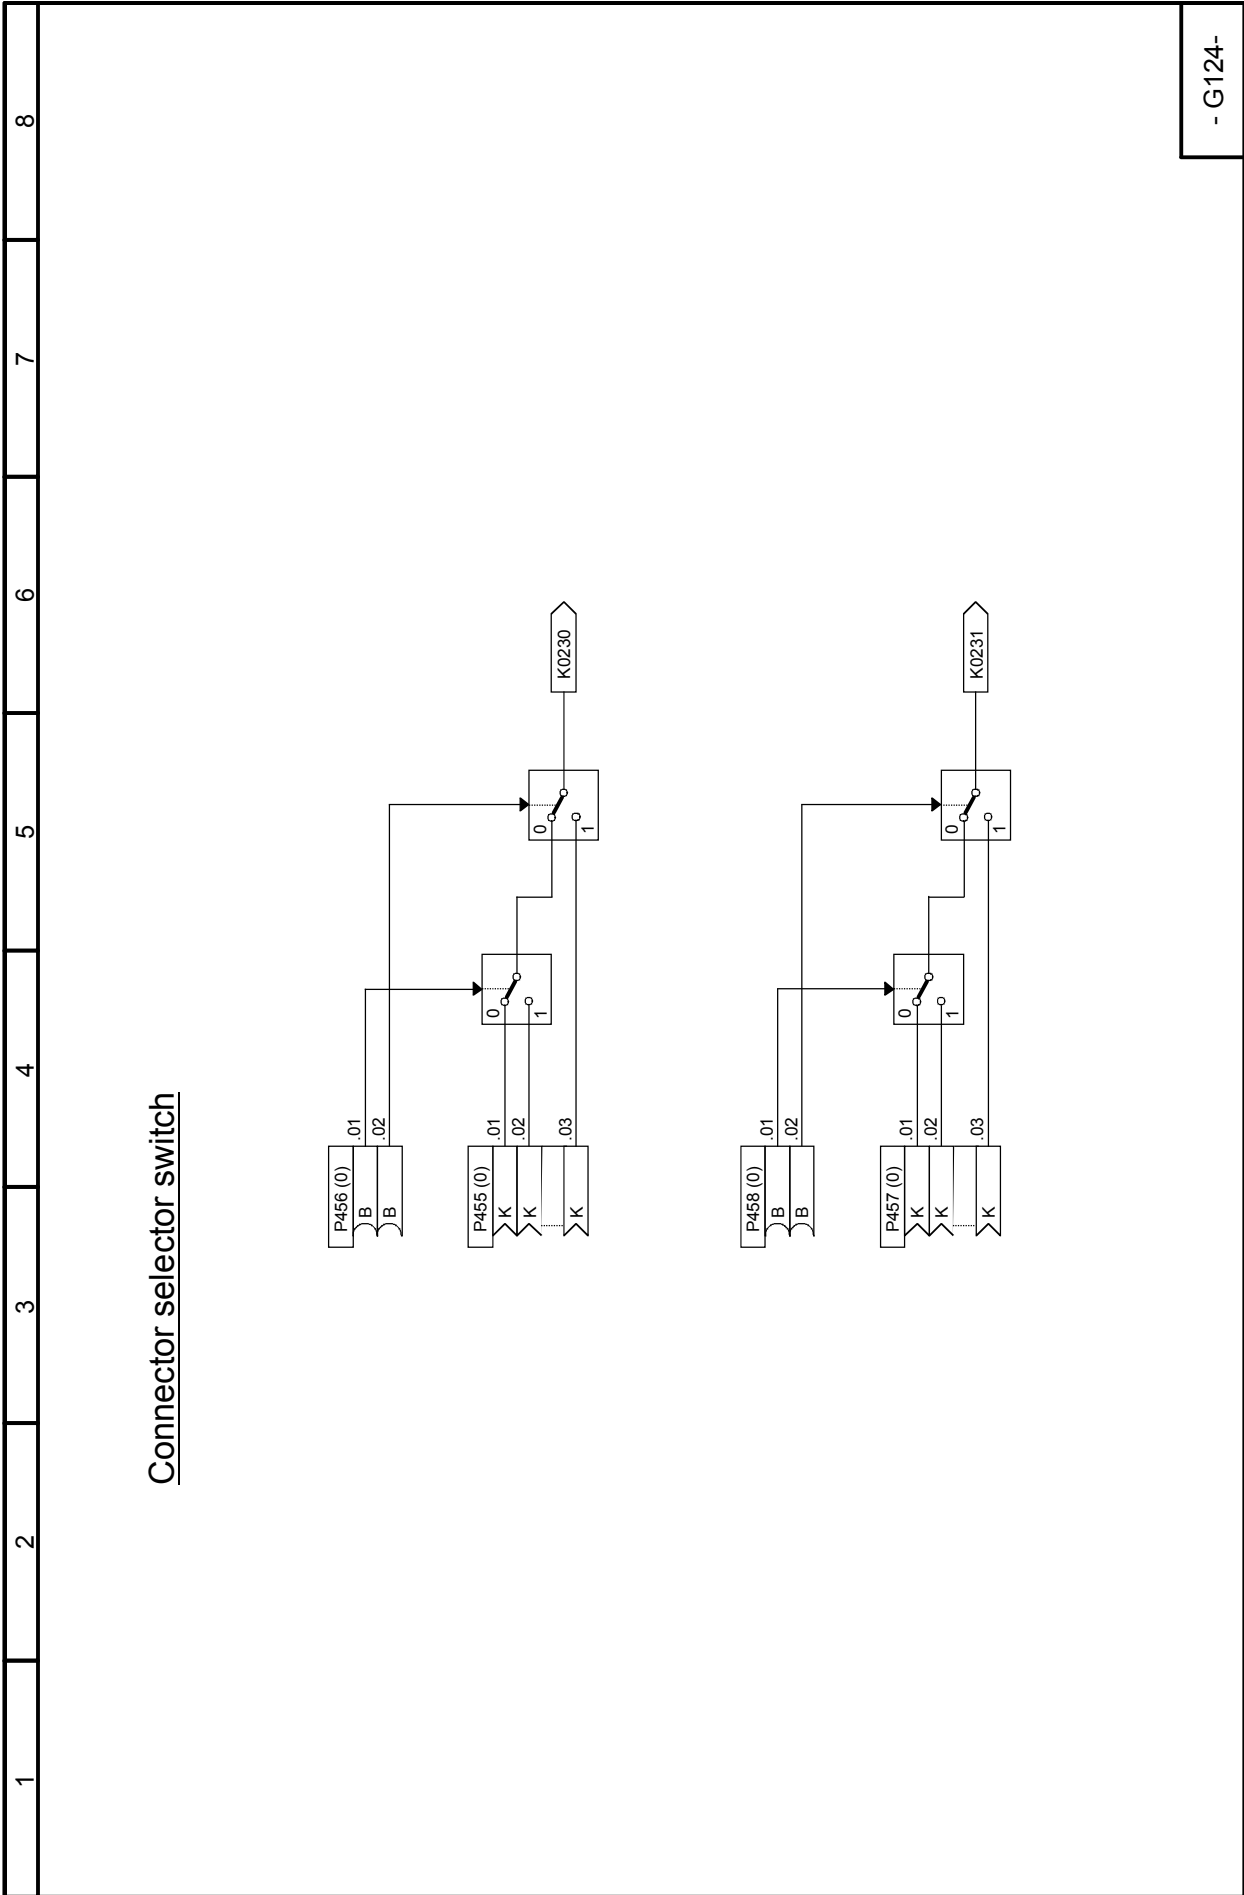 1 2 3 4 5 6 7 8
Connector selector switch
P456 (0)
B .01
B .02
P455 (0)
K .01
K .02
K .03
0
1
0
1
K0230
P458 (0)
B .01
B .02
P457 (0)
K .01
K .02
K .03
0
1
0
1
K0231
- G124-